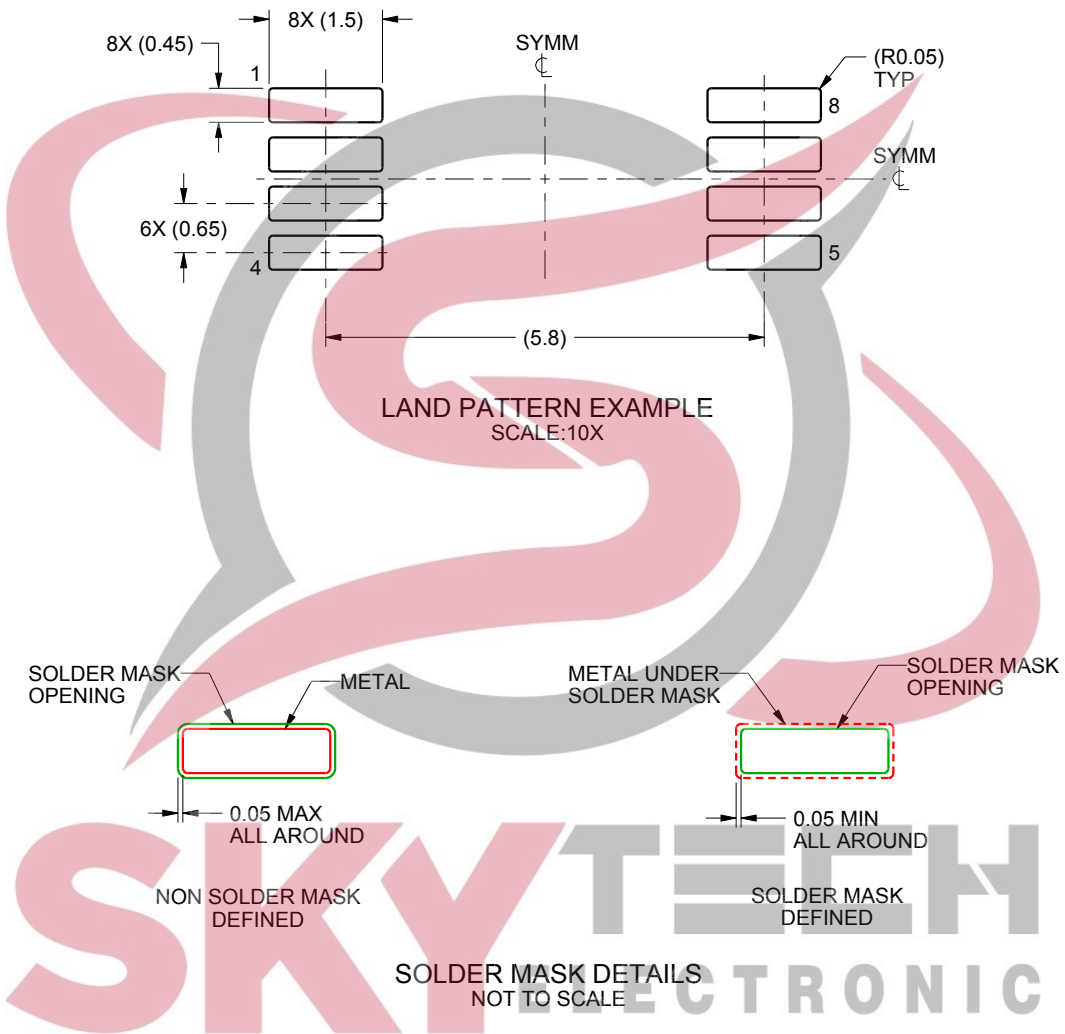 8X (1.5)
8X (0.45)
SYMM
℄
(R0.05)
TYP
1
8
SYMM
℄
6X (0.65)
4
5
(5.8)
LAND PATTERN EXAMPLE
SCALE:10X
SOLDER MASK
OPENING
METAL
METAL UNDER
SOLDER MASK
SOLDER MASK
OPENING
0.05 MAX
ALL AROUND
0.05 MIN
ALL AROUND
NON SOLDER MASK
DEFINED
SOLDER MASK
DEFINED
SKYTECH
ELECTRONIC
SOLDER MASK DETAILS
NOT TO SCALE